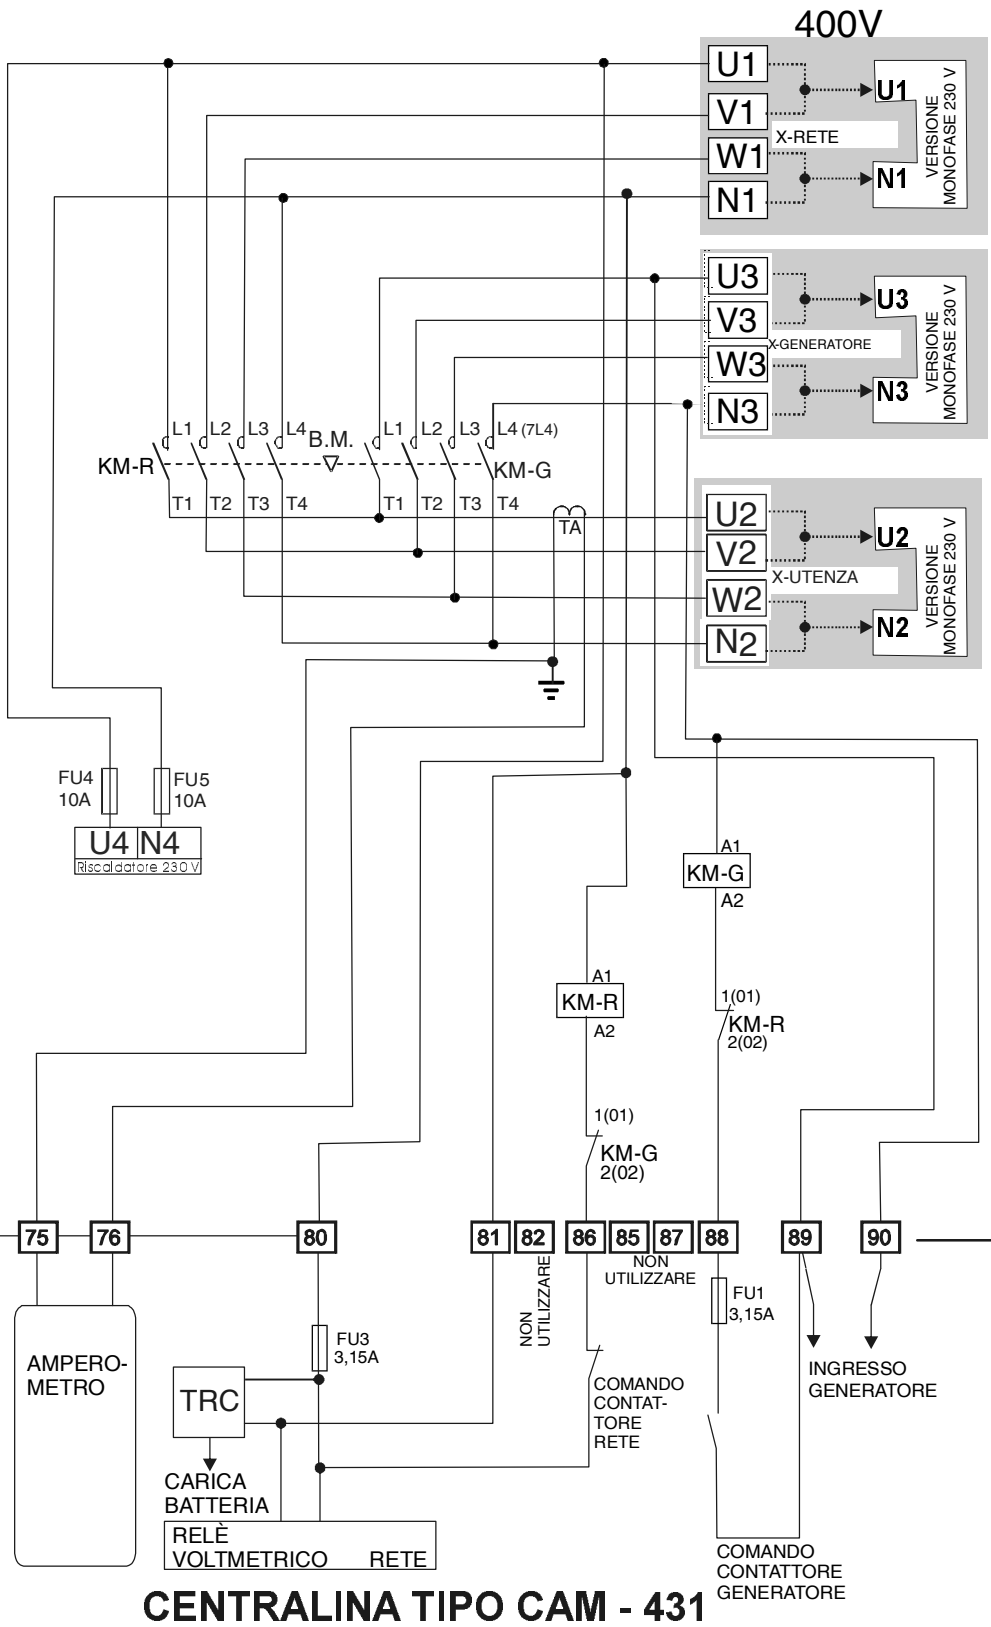 400V
U1
V1
W1
N1
X-RETE
U1
N1
VERSIONE
MONOFASE 230 V
U3
V3
W3
N3
X-GENERATORE
U3
N3
VERSIONE
MONOFASE 230 V
L1 L2 L3 L4 B.M. L1 L2 L3 L4 (7L4)
KM-R KM-G
T1 T2 T3 T4 T1 T2 T3 T4
TA
U2
V2
W2
N2
X-UTENZA
U2
N2
VERSIONE
MONOFASE 230 V
FU4
10A
FU5
10A
U4 N4
Riscaldatore 230 V
A1
KM-G
A2
A1
KM-R
A2
1(01)
KM-R
2(02)
1(01)
KM-G
2(02)
75 76 80 81 82 86 85 87 88 89 90
NON
UTILIZZARE
NON
UTILIZZARE
FU1
3,15A
FU3
3,15A
AMPERO-
METRO
TRC
CARICA
BATTERIA
COMANDO
CONTAT-
TORE
RETE
INGRESSO
GENERATORE
RELÈ
VOLTMETRICO RETE
COMANDO
CONTATTORE
GENERATORE
CENTRALINA TIPO CAM - 431